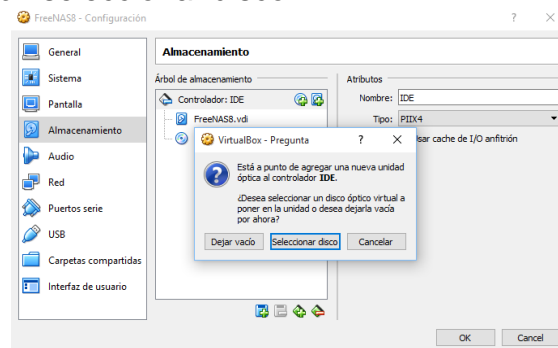 FreeNAS8 - Configuración
General
Sistema
Pantalla
Almacenamiento
Audio
Red
Puertos serie
USB
Carpetas compartidas
Interfaz de usuario
Almacenamiento
Árbol de almacenamiento
Controlador: IDE
FreeNAS8.vdi
Atributos
Nombre: IDE
Tipo: PIIX4
cache de I/O anfitrión
VirtualBox - Pregunta
Está a punto de agregar una nueva unidad
óptica al controlador IDE.
¿Desea seleccionar un disco óptico virtual a
poner en la unidad o desea dejarla vacía
por ahora?
Dejar vacío Seleccionar disco Cancelar
OK Cancel